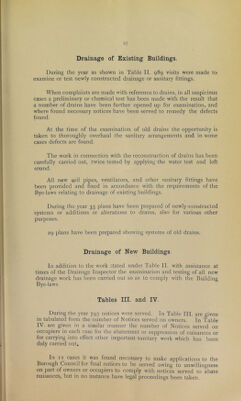 Drainage of Existing Buildings.
During the year as shown in Table II. 989 visits were made to
examine or test newly constructed drainage or sanitary fittings.
When complaints are made with reference to drains, in all suspicious
cases a preliminary or chemical test has been made with the result that
a number of drains have been further opened up for examination, and
where found necessary notices have been served to remedy the defects
found.
At the time of the examination of old drains the opportunity is
taken to thoroughly overhaul the sanitary arrangements and in some
cases defects are found.
The work in connection with the reconstruction of drains has been
carefully carried out, twice tested by applying the water test and left
sound.
All new soil pipes, ventilators, and other sanitary fittings have
been provided and fixed in accordance with the requirements of the
Bye-laws relating to drainage of existing buildings.
During the year 35 plans have been prepared of newly-constructed
systems or additions or alterations to drains, also for various other
purposes.
29 plans have been prepared showing systems of old drains.
Drainage of New Buildings.
In addition to the work stated under Table II. with assistance at
times of the Drainage Inspector the examination and testing of all new
drainage work has been carried out so as to comply with the Building
Bye-laws.
Tables III. and IV.
During the year 797 notices were served. In Table III. are given
in tabulated form the number of Notices served on owners. In Table
IV. are given in a similar manner the number of Notices served on
occupiers in each case for the abatement or suppression of nuisances or
for carrying into effect other important sanitary work which has been
duly carried out.
In 11 cases it was found necessary to make applications to the
Borough Council for final notices to be served owing to unwillingness
on part of owners or occupiers to comply with notices served to abate
nuisances, but in no instance have legal proceedings been taken.